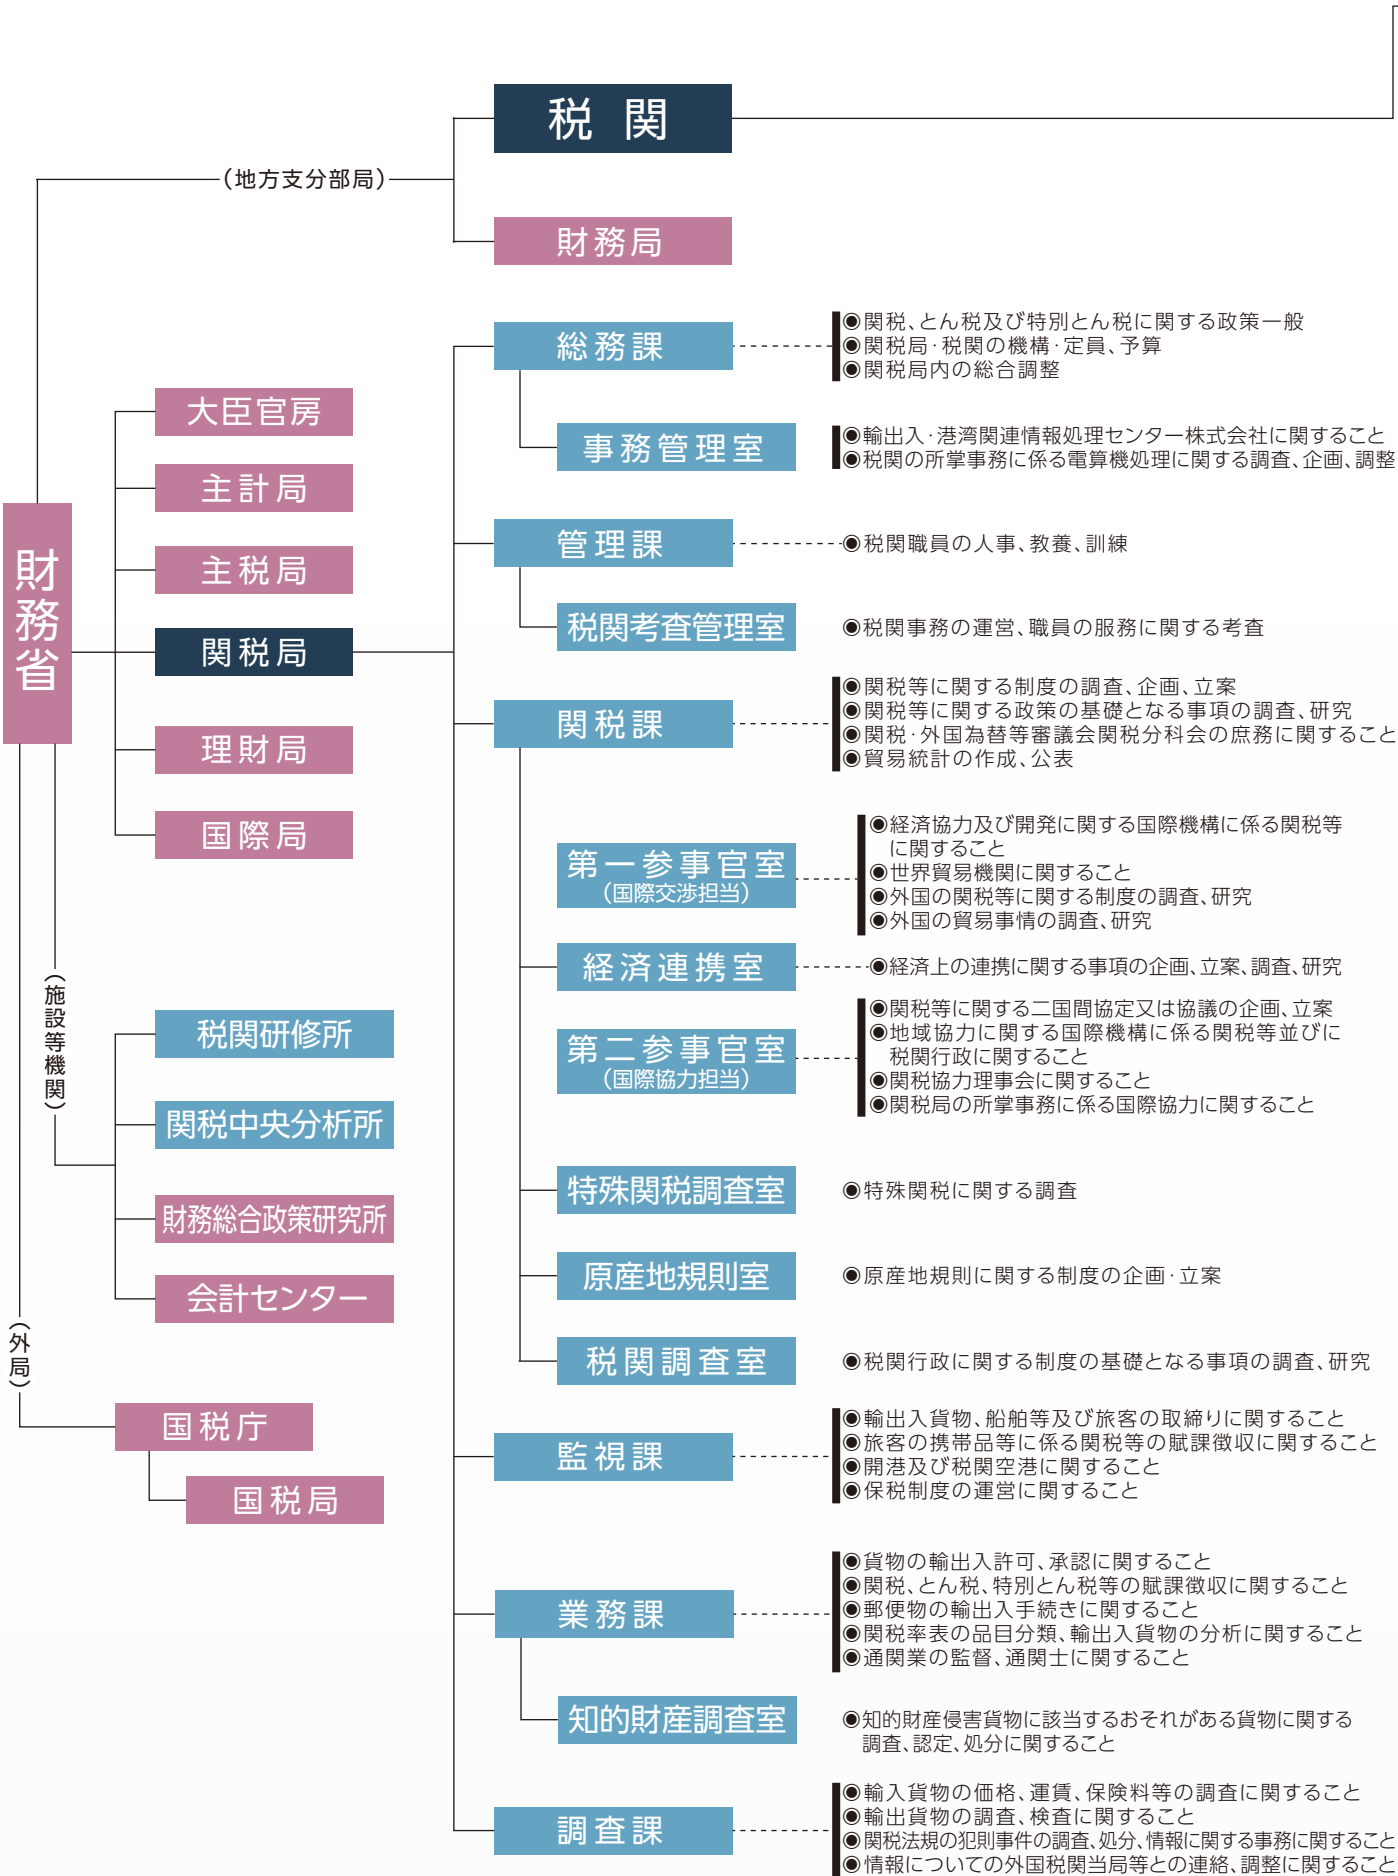 税関
（地方支分部局）
財務局
財務省
大臣官房
主計局
主税局
関税局
理財局
国際局
（施設等機関）
税関研修所
関税中央分析所
財務総合政策研究所
会計センター
（外局）
国税庁
国税局
総務課
◉関税、とん税及び特別とん税に関する政策一般
◉関税局・税関の機構・定員、予算
◉関税局内の総合調整
事務管理室
◉輸出入・港湾関連情報処理センター株式会社に関すること
◉税関の所掌事務に係る電算機処理に関する調査、企画、調整
管理課
◉税関職員の人事、教養、訓練
税関考査管理室
◉税関事務の運営、職員の服務に関する考査
関税課
◉関税等に関する制度の調査、企画、立案
◉関税等に関する政策の基礎となる事項の調査、研究
◉関税・外国為替等審議会関税分科会の庶務に関すること
◉貿易統計の作成、公表
第一参事官室
（国際交渉担当）
◉経済協力及び開発に関する国際機構に係る関税等
に関すること
◉世界貿易機関に関すること
◉外国の関税等に関する制度の調査、研究
◉外国の貿易事情の調査、研究
経済連携室
◉経済上の連携に関する事項の企画、立案、調査、研究
第二参事官室
（国際協力担当）
◉関税等に関する二国間協定又は協議の企画、立案
◉地域協力に関する国際機構に係る関税等並びに
税関行政に関すること
◉関税協力理事会に関すること
◉関税局の所掌事務に係る国際協力に関すること
特殊関税調査室
◉特殊関税に関する調査
原産地規則室
◉原産地規則に関する制度の企画・立案
税関調査室
◉税関行政に関する制度の基礎となる事項の調査、研究
監視課
◉輸出入貨物、船舶等及び旅客の取締りに関すること
◉旅客の携帯品等に係る関税等の賦課徴収に関すること
◉開港及び税関空港に関すること
◉保税制度の運営に関すること
業務課
◉貨物の輸出入許可、承認に関すること
◉関税、とん税、特別とん税等の賦課徴収に関すること
◉郵便物の輸出入手続きに関すること
◉関税率表の品目分類、輸出入貨物の分析に関すること
◉通関業の監督、通関士に関すること
知的財産調査室
◉知的財産侵害貨物に該当するおそれがある貨物に関する
調査、認定、処分に関すること
調査課
◉輸入貨物の価格、運賃、保険料等の調査に関すること
◉輸出貨物の調査、検査に関すること
◉関税法規の犯則事件の調査、処分、情報に関する事務に関すること
◉情報についての外国税関当局等との連絡、調整に関すること